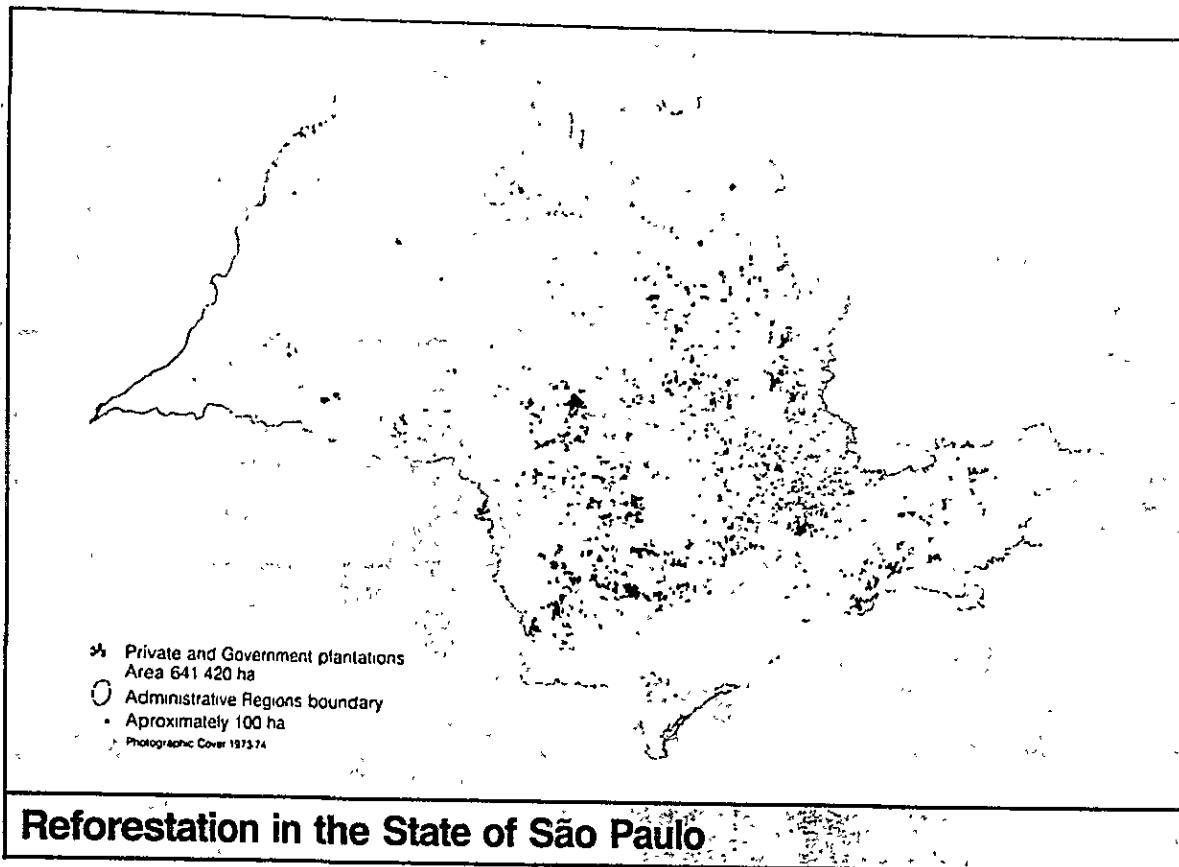 Private and Government plantations
Area 641 420 ha
Administrative Regions boundary
Aproximately 100 ha
Photographic Cover 1973-74
Reforestation in the State of São Paulo